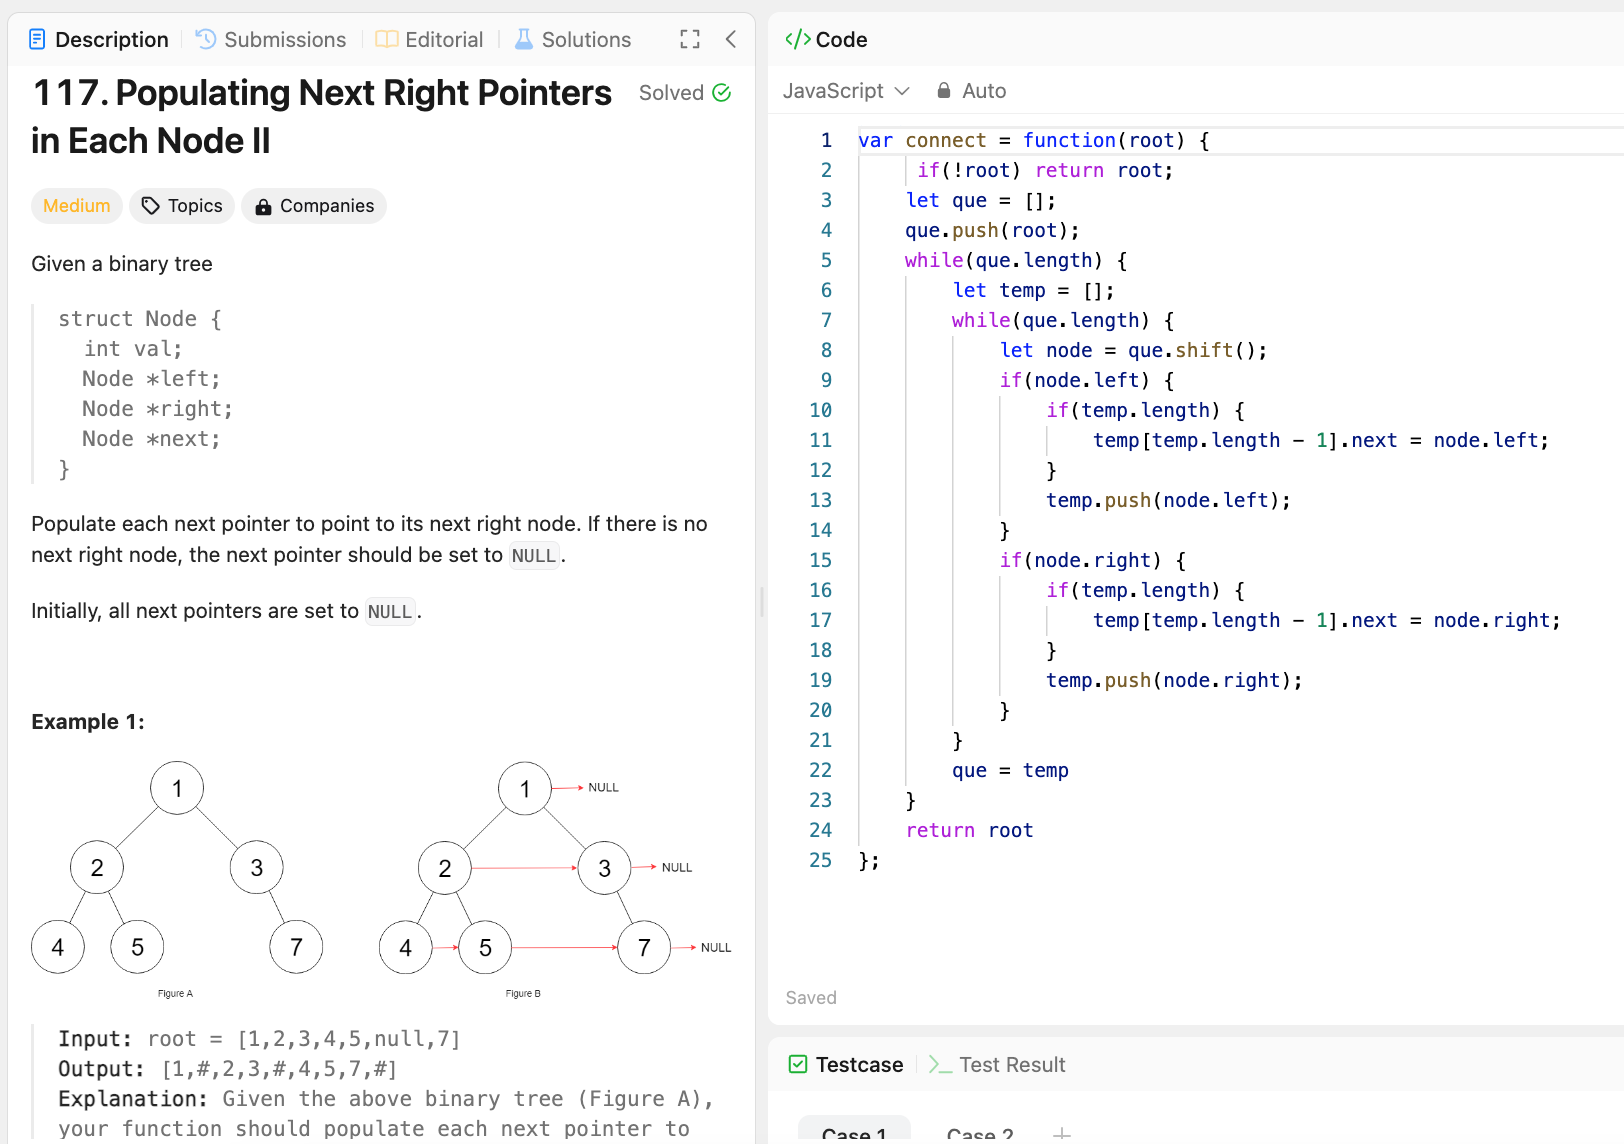 Description
Submissions
Editorial
Solutions
117. Populating Next Right Pointers
in Each Node II
Solved
Medium
Topics
Companies
Given a binary tree
struct Node {
  int val;
  Node *left;
  Node *right;
  Node *next;
}
Populate each next pointer to point to its next right node. If there is no
next right node, the next pointer should be set to NULL.
Initially, all next pointers are set to NULL.
Example 1:
1
2 3
4 5 7
Figure A
1 NULL
2 3 NULL
4 5 7 NULL
Figure B
Input: root = [1,2,3,4,5,null,7]
Output: [1,#,2,3,#,4,5,7,#]
Explanation: Given the above binary tree (Figure A),
your function should populate each next pointer to
</> Code
JavaScript
Auto
1 var connect = function(root) {
2      if(!root) return root;
3     let que = [];
4     que.push(root);
5     while(que.length) {
6         let temp = [];
7         while(que.length) {
8             let node = que.shift();
9             if(node.left) {
10                 if(temp.length) {
11                     temp[temp.length - 1].next = node.left;
12                 }
13                 temp.push(node.left);
14             }
15             if(node.right) {
16                 if(temp.length) {
17                     temp[temp.length - 1].next = node.right;
18                 }
19                 temp.push(node.right);
20             }
21         }
22         que = temp
23     }
24     return root
25 };
Saved
Testcase
Test Result
Case 1
Case 2